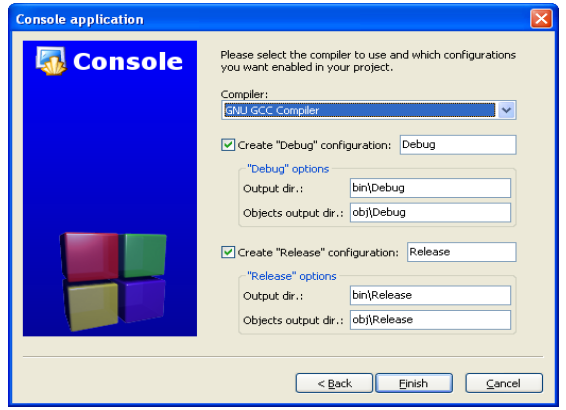 Console application
Console
Please select the compiler to use and which configurations
you want enabled in your project.
Compiler:
GNU GCC Compiler
Create "Debug" configuration: Debug
"Debug" options
Output dir.: bin\Debug
Objects output dir.: obj\Debug
Create "Release" configuration: Release
"Release" options
Output dir.: bin\Release
Objects output dir.: obj\Release
< Back Finish Cancel